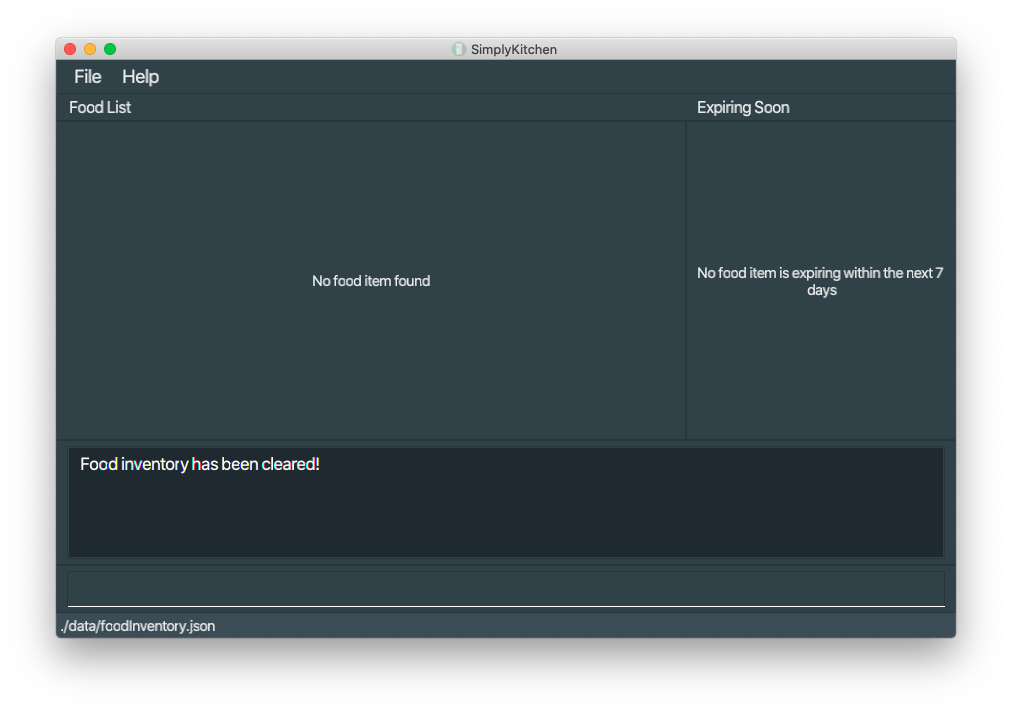 SimplyKitchen
File Help
Food List
Expiring Soon
No food item found
No food item is expiring within the next 7
days
Food inventory has been cleared!
./data/foodInventory.json